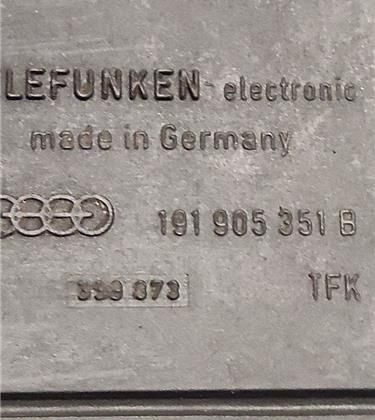 LEFUNKEN electronic
made in Germany
191 905 351 B
TFK